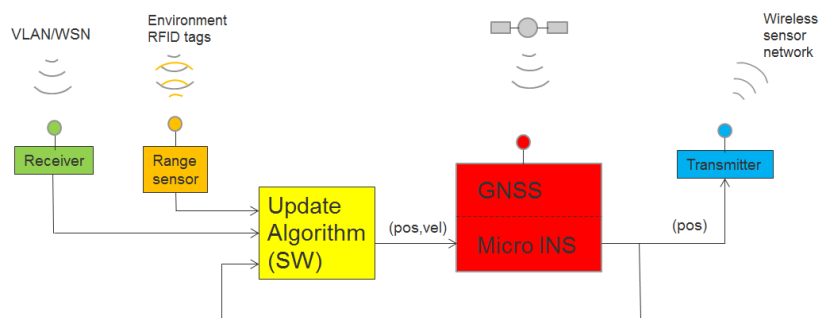 VLAN/WSN
Environment
RFID tags
Wireless
sensor
network
Receiver
Range
sensor
GNSS
Transmitter
Update
Algorithm
(SW)
(pos,vel)
Micro INS
(pos)